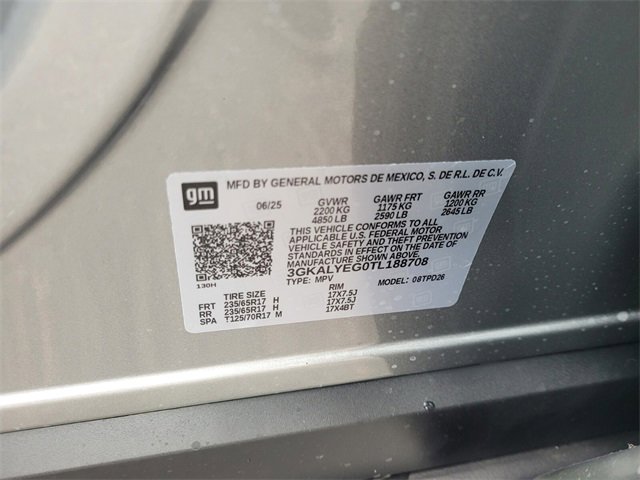 gm MFD BY GENERAL MOTORS DE MEXICO, S. DE R.L. DE C.V.
06/25 GVWR GAWR FRT GAWR RR
2200 KG 1175 KG 1200 KG
4850 LB 2590 LB 2645 LB
THIS VEHICLE CONFORMS TO ALL
APPLICABLE U.S. FEDERAL MOTOR
VEHICLE SAFETY AND THEFT PREVENTION
STANDARDS IN EFFECT ON THE DATE OF
MANUFACTURE SHOWN ABOVE.
3GKALYEG0TL188708
130H TYPE: MPV MODEL: 08TPD26
TIRE SIZE RIM
FRT 235/65R17 H 17X7.5J
RR 235/65R17 H 17X7.5J
SPA T125/70R17 M 17X4BT